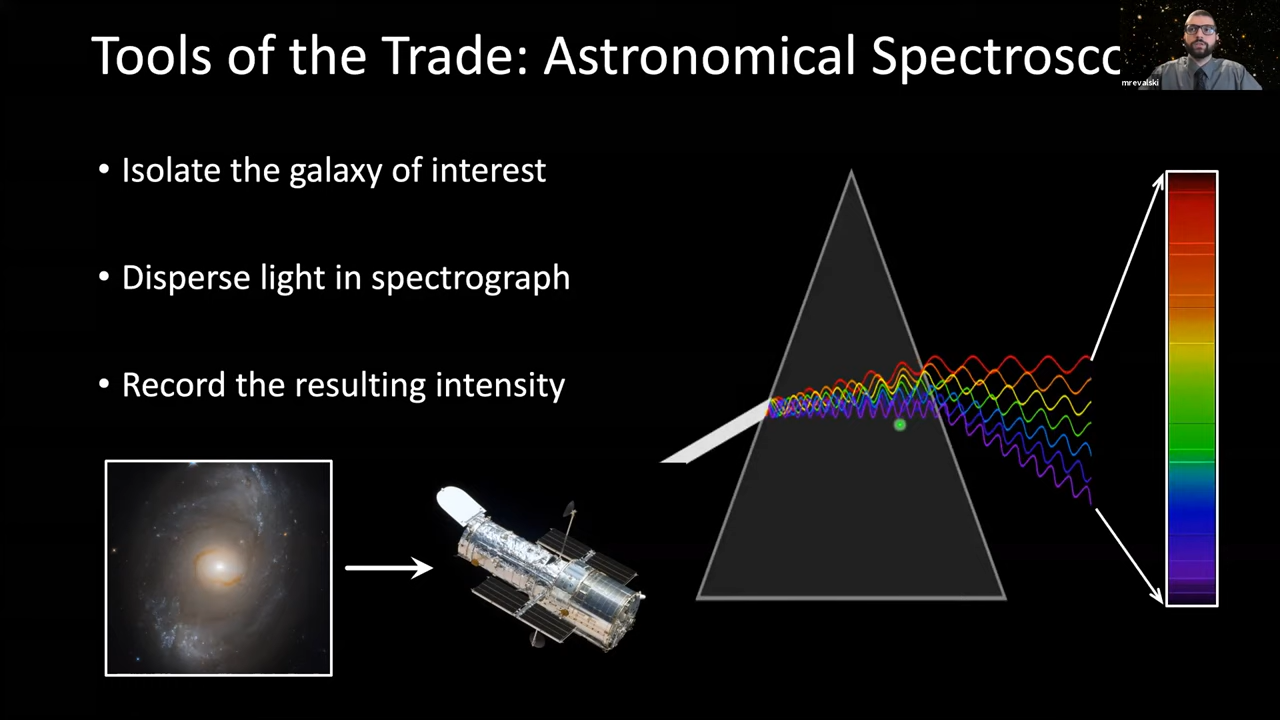 Tools of the Trade: Astronomical Spectrosco
mrevalski
• Isolate the galaxy of interest
• Disperse light in spectrograph
• Record the resulting intensity